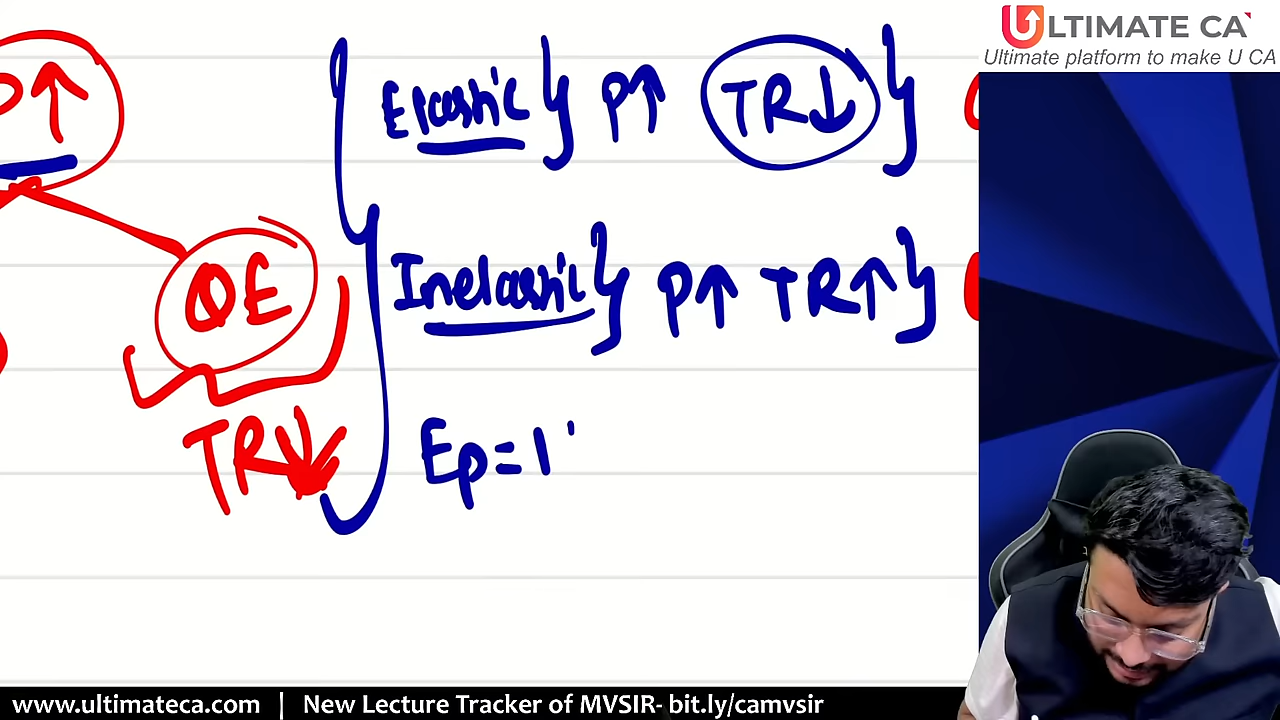 ULTIMATE CA
Ultimate platform to make U CA
P↑
Elastic} P↑ TR↓}
QE
Inelastic} P↑ TR↑}
TR↓
Ep=1
www.ultimateca.com | New Lecture Tracker of MVSIR- bit.ly/camvsir